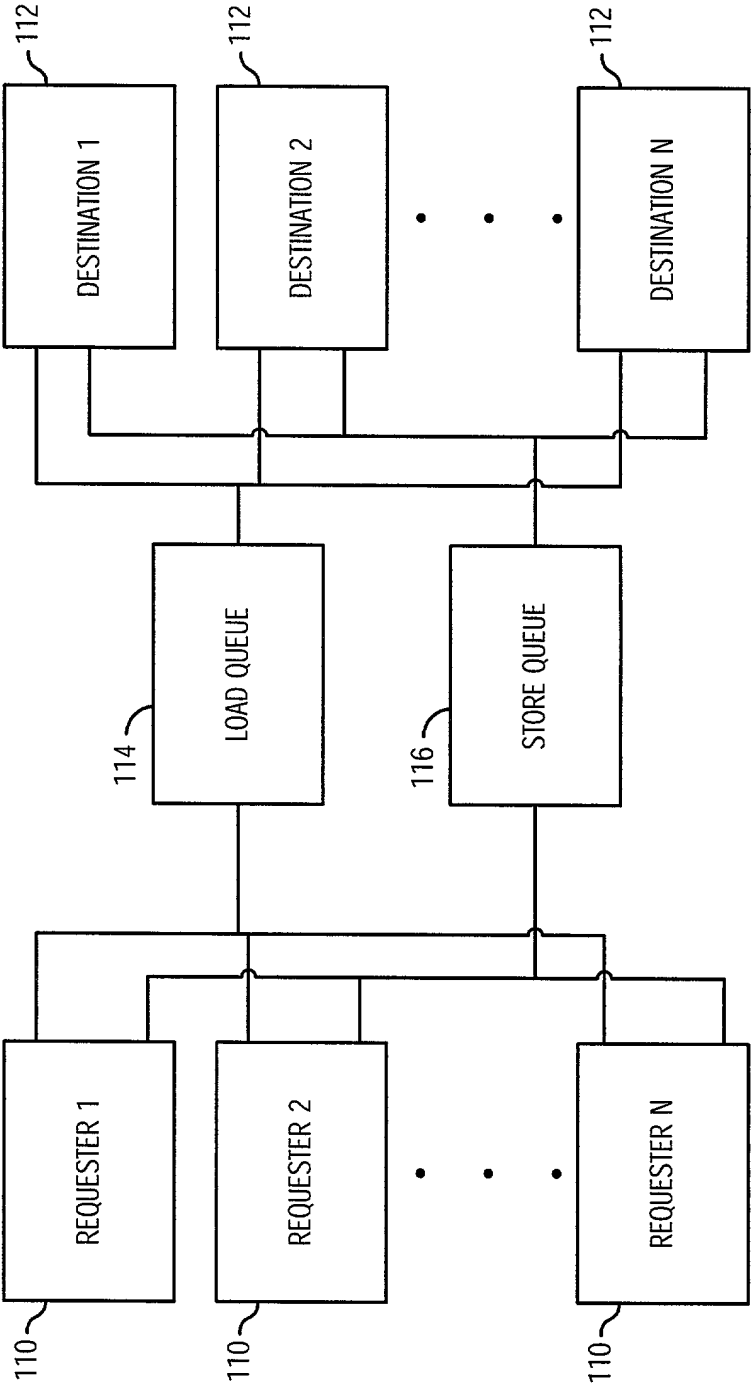 110
REQUESTER 1
110
REQUESTER 2
110
REQUESTER N
114
LOAD QUEUE
116
STORE QUEUE
112
DESTINATION 1
112
DESTINATION 2
112
DESTINATION N